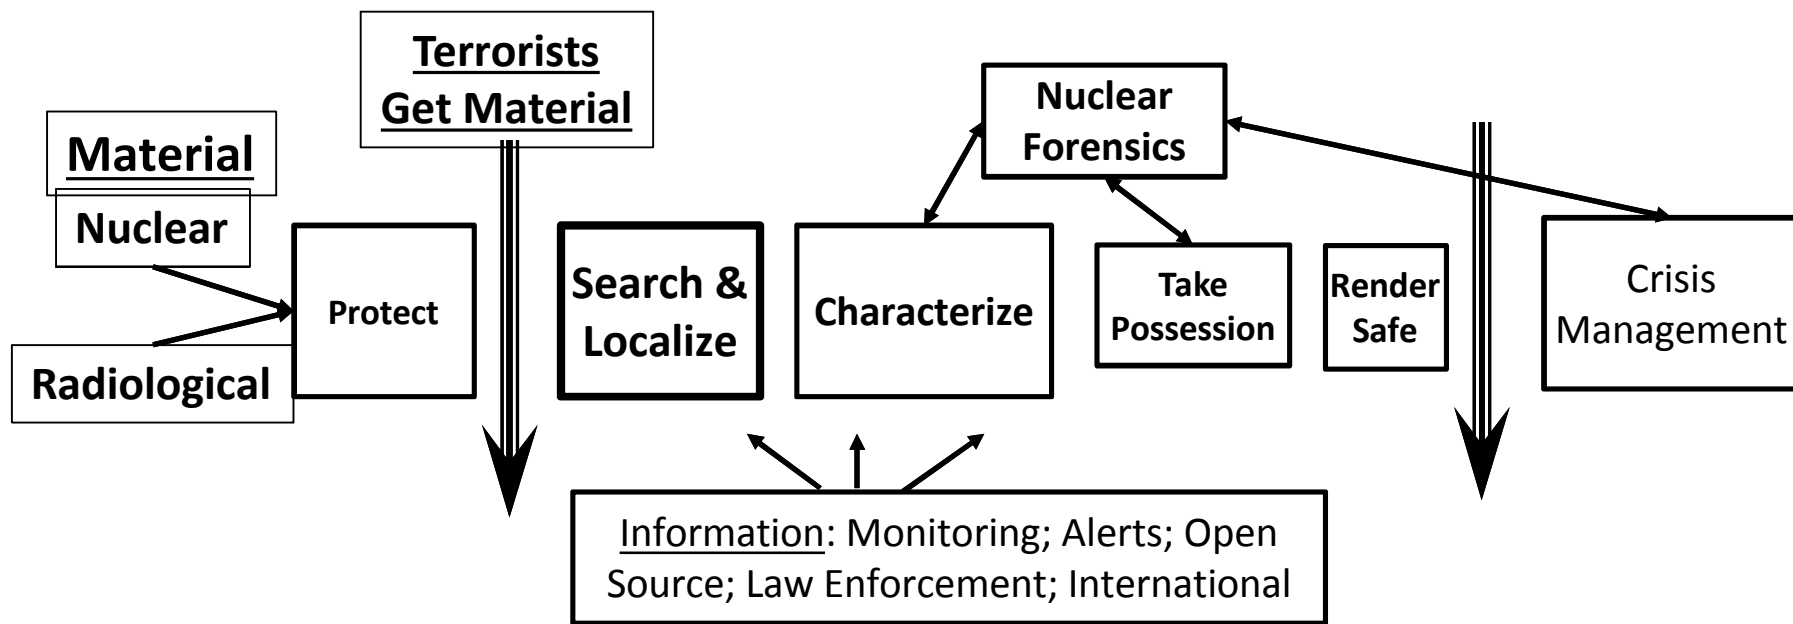 Material
Nuclear
Radiological
Protect
Terrorists
Get Material
Search &
Localize
Characterize
Nuclear
Forensics
Take
Possession
Render
Safe
Crisis
Management
Information: Monitoring; Alerts; Open
Source; Law Enforcement; International